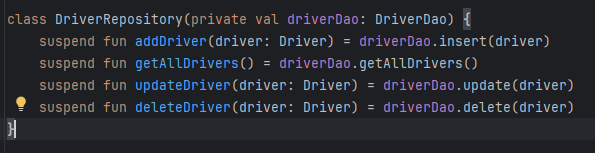 class DriverRepository(private val driverDao: DriverDao) {
    suspend fun addDriver(driver: Driver) = driverDao.insert(driver)
    suspend fun getAllDrivers() = driverDao.getAllDrivers()
    suspend fun updateDriver(driver: Driver) = driverDao.update(driver)
    suspend fun deleteDriver(driver: Driver) = driverDao.delete(driver)
}